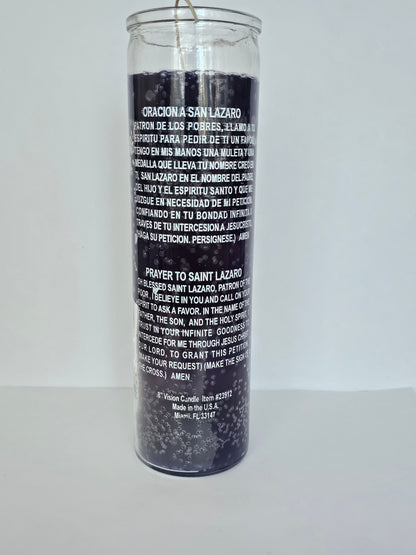 ORACION A SAN LAZARO
PATRON DE LOS POBRES, LLAMO A TU
ESPIRITU PARA PEDIR DE TI UN FAVOR,
TENGO EN MIS MANOS UNA MULETA Y UNA
MEDALLA QUE LLEVA TU NOMBRE CREO EN
TI, SAN LAZARO EN EL NOMBRE DEL PADRE,
DEL HIJO Y EL ESPIRITU SANTO Y QUE ME
JUZGUE EN NECESIDAD DE MI PETICION.
CONFIANDO EN TU BONDAD INFINITA A
TRAVES DE TU INTERCESION A JESUCRISTO
HAGA SU PETICION. PERSIGNESE.) AMEN
PRAYER TO SAINT LAZARO
OH BLESSED SAINT LAZARO, PATRON OF THE
POOR, I BELIEVE IN YOU AND CALL ON YOUR
SPIRIT TO ASK A FAVOR. IN THE NAME OF THE
FATHER, THE SON, AND THE HOLY SPIRIT, I
TRUST IN YOUR INFINITE GOODNESS TO
INTERCEDE FOR ME THROUGH JESUS CHRIST
OUR LORD, TO GRANT THIS PETITION
(MAKE YOUR REQUEST) (MAKE THE SIGN OF
THE CROSS.) AMEN
8" Vision Candle Item #23912
Made in the U.S.A.
Miami, FL 33147